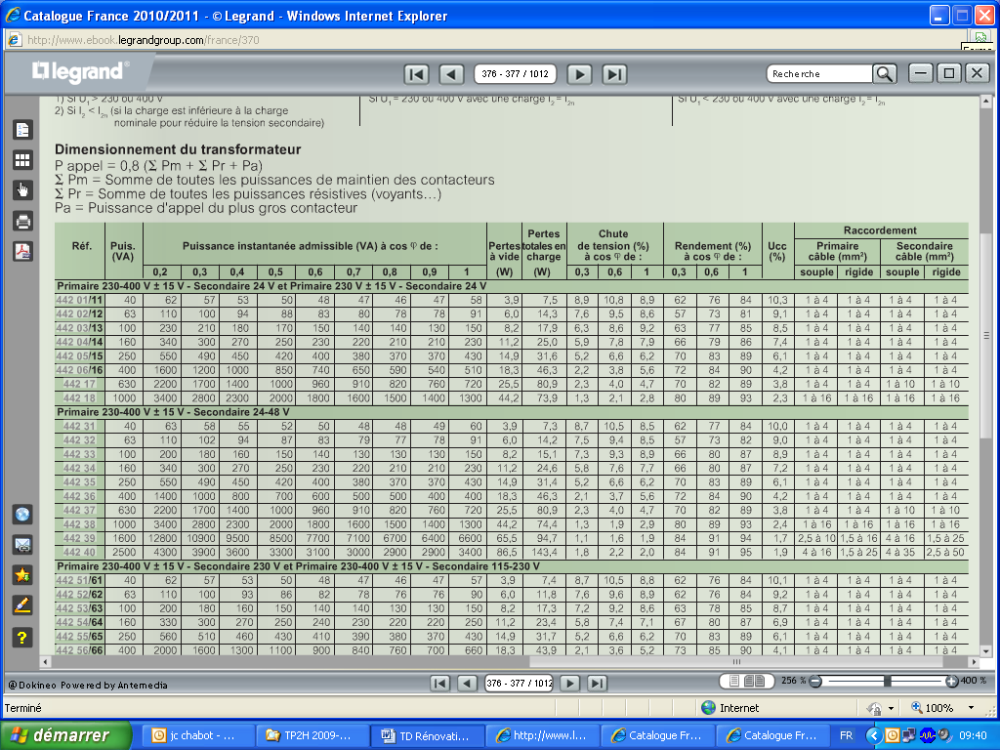 Catalogue France 2010/2011 - © Legrand - Windows Internet Explorer
http://www.ebook.legrandgroup.com/france/370
legrand®
376 - 377 / 1012
Recherche
1) Si U₁ > 230 ou 400 V
Si U₁ = 230 ou 400 V avec une charge I₂ = I₂ₙ
Si U₁ < 230 ou 400 V avec une charge I₂ = I₂ₙ
2) Si I₂ < I₂ₙ (si la charge est inférieure à la charge
nominale pour réduire la tension secondaire)
Dimensionnement du transformateur
P appel = 0,8 (Σ Pm + Σ Pr + Pa)
Σ Pm = Somme de toutes les puissances de maintien des contacteurs
Σ Pr = Somme de toutes les puissances résistives (voyants…)
Pa = Puissance d'appel du plus gros contacteur
Réf. Puis. (VA) Puissance instantanée admissible (VA) à cos φ de : Pertes à vide (W) Pertes totales en charge (W) Chute de tension (%) à cos φ de : Rendement (%) à cos φ de : Ucc (%) Raccordement
Primaire câble (mm²) Secondaire câble (mm²)
0,2 0,3 0,4 0,5 0,6 0,7 0,8 0,9 1 0,3 0,6 1 0,3 0,6 1 souple rigide souple rigide
Primaire 230-400 V ± 15 V - Secondaire 24 V et Primaire 230 V ± 15 V - Secondaire 24 V
442 01/11 40 62 57 53 50 48 47 46 47 58 3,9 7,5 8,9 10,8 8,9 62 76 84 10,3 1 à 4 1 à 4 1 à 4 1 à 4
442 02/12 63 110 100 94 88 83 80 78 78 91 6,0 14,3 7,6 9,5 8,6 57 73 81 9,1 1 à 4 1 à 4 1 à 4 1 à 4
442 03/13 100 230 210 180 170 150 140 140 130 150 8,2 17,9 6,3 8,6 9,2 63 77 85 8,5 1 à 4 1 à 4 1 à 4 1 à 4
442 04/14 160 340 300 270 250 230 220 210 210 230 11,2 25,0 5,9 7,8 7,9 66 79 86 7,4 1 à 4 1 à 4 1 à 4 1 à 4
442 05/15 250 550 490 450 420 400 380 370 370 430 14,9 31,6 5,2 6,6 6,2 70 83 89 6,1 1 à 4 1 à 4 1 à 4 1 à 4
442 06/16 400 1600 1200 1000 850 740 650 590 540 510 18,3 46,3 2,2 3,8 5,6 72 84 90 4,2 1 à 4 1 à 4 1 à 4 1 à 4
442 17 630 2200 1700 1400 1000 960 910 820 760 720 25,5 80,9 2,3 4,0 4,7 70 82 89 3,8 1 à 4 1 à 4 1 à 10 1 à 10
442 18 1000 3400 2800 2300 2000 1800 1600 1500 1400 1300 44,2 73,9 1,3 2,1 2,8 80 89 93 2,3 1 à 16 1 à 16 1 à 16 1 à 16
Primaire 230-400 V ± 15 V - Secondaire 24-48 V
442 31 40 63 58 55 52 50 48 48 49 60 3,9 7,3 8,7 10,5 8,5 62 77 84 10,0 1 à 4 1 à 4 1 à 4 1 à 4
442 32 63 110 102 94 87 83 79 77 78 91 6,0 14,2 7,5 9,4 8,5 57 73 82 9,0 1 à 4 1 à 4 1 à 4 1 à 4
442 33 100 200 180 160 150 140 130 130 130 150 8,2 15,1 7,3 9,3 8,9 66 80 87 8,9 1 à 4 1 à 4 1 à 4 1 à 4
442 34 160 340 300 270 250 230 220 210 210 230 11,2 24,6 5,8 7,6 7,7 66 80 87 7,2 1 à 4 1 à 4 1 à 4 1 à 4
442 35 250 550 490 450 420 400 380 370 370 430 14,9 31,4 5,2 6,6 6,2 70 83 89 6,1 1 à 4 1 à 4 1 à 4 1 à 4
442 36 400 1400 1000 800 700 600 500 500 400 400 18,3 46,3 2,1 3,7 5,6 72 84 90 4,2 1 à 4 1 à 4 1 à 4 1 à 4
442 37 630 2200 1700 1400 1000 960 910 820 760 720 25,5 80,9 2,3 4,0 4,7 70 82 89 3,8 1 à 4 1 à 4 1 à 10 1 à 10
442 38 1000 3400 2800 2300 2000 1800 1600 1500 1400 1300 44,2 74,4 1,3 1,9 2,9 80 89 93 2,4 1 à 16 1 à 16 1 à 16 1 à 16
442 39 1600 12800 10900 9500 8500 7700 7100 6700 6400 6600 65,5 94,7 1,1 1,6 1,9 84 91 94 1,7 2,5 à 10 1,5 à 16 4 à 16 1,5 à 25
442 40 2500 4300 3900 3600 3300 3100 3000 2900 2900 3400 86,5 143,4 1,8 2,2 2,0 84 91 95 1,9 4 à 16 1,5 à 25 4 à 35 2,5 à 50
Primaire 230-400 V ± 15 V - Secondaire 230 V et Primaire 230-400 V ± 15 V - Secondaire 115-230 V
442 51/61 40 62 57 53 50 48 47 46 47 57 3,9 7,4 8,7 10,5 8,8 62 76 84 10,1 1 à 4 1 à 4 1 à 4 1 à 4
442 52/62 63 110 100 93 86 82 78 76 76 90 6,0 11,8 7,6 9,6 8,9 62 76 84 9,2 1 à 4 1 à 4 1 à 4 1 à 4
442 53/63 100 200 180 160 150 140 140 130 130 150 8,2 17,3 7,2 9,2 8,6 63 78 85 8,7 1 à 4 1 à 4 1 à 4 1 à 4
442 54/64 160 330 300 270 250 240 230 220 220 250 11,2 23,4 5,8 7,4 7,1 67 80 87 6,9 1 à 4 1 à 4 1 à 4 1 à 4
442 55/65 250 560 510 460 430 410 390 380 370 430 14,9 31,7 5,2 6,6 6,2 70 83 89 6,1 1 à 4 1 à 4 1 à 4 1 à 4
442 56/66 400 2000 1600 1300 1100 900 840 760 700 660 18,3 43,9 2,1 3,6 5,2 73 85 90 4,1 1 à 4 1 à 4 1 à 4 1 à 4
@ Dokineo Powered by Antemedia
376 - 377 / 1012
256 %
400 %
Terminé
Internet
100%
démarrer
jc chabot - ...
TP2H 2009-...
TD Rénovati...
http://www.l...
Catalogue Fr...
Catalogue Fr...
FR
09:40